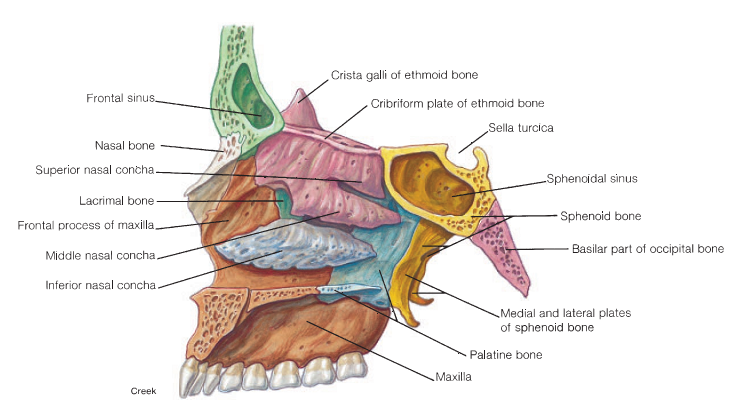 Crista galli of ethmoid bone
Frontal sinus
Cribriform plate of ethmoid bone
Sella turcica
Nasal bone
Superior nasal concha
Sphenoidal sinus
Lacrimal bone
Sphenoid bone
Frontal process of maxilla
Basilar part of occipital bone
Middle nasal concha
Inferior nasal concha
Medial and lateral plates
of sphenoid bone
Palatine bone
Maxilla
Creek